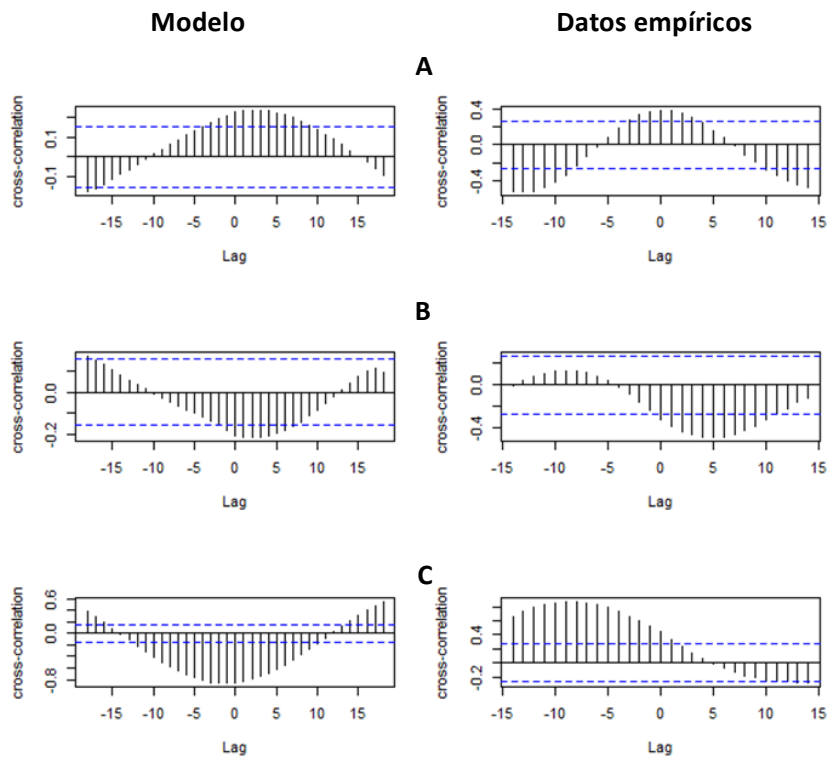 Modelo
Datos empíricos
A
cross-correlation
0.1
-0.1
-15 -10 -5 0 5 10 15
Lag
cross-correlation
0.4
0.0
-0.4
-15 -10 -5 0 5 10 15
Lag
B
cross-correlation
0.0
-0.2
-15 -10 -5 0 5 10 15
Lag
cross-correlation
0.0
-0.4
-15 -10 -5 0 5 10 15
Lag
C
cross-correlation
0.6
0.0
-0.8
-15 -10 -5 0 5 10 15
Lag
cross-correlation
0.4
-0.2
-15 -10 -5 0 5 10 15
Lag